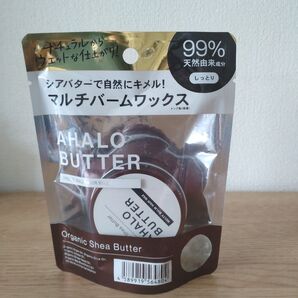 ナチュラルから
ウェットな仕上がり!
99%
天然由来成分
しっとり
シアバターで自然にキメル!
マルチバームワックス
AHALO
BUTTER
AHALO
BUTTER
Organic Shea Butter